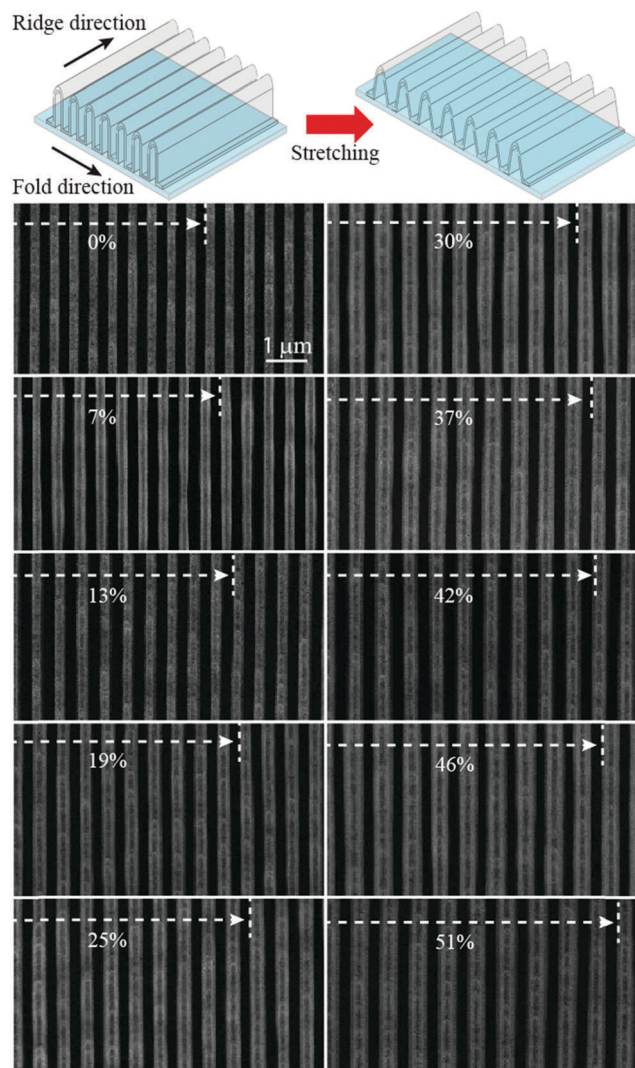 Ridge direction
Fold direction
Stretching
0%
30%
1 μm
7%
37%
13%
42%
19%
46%
25%
51%